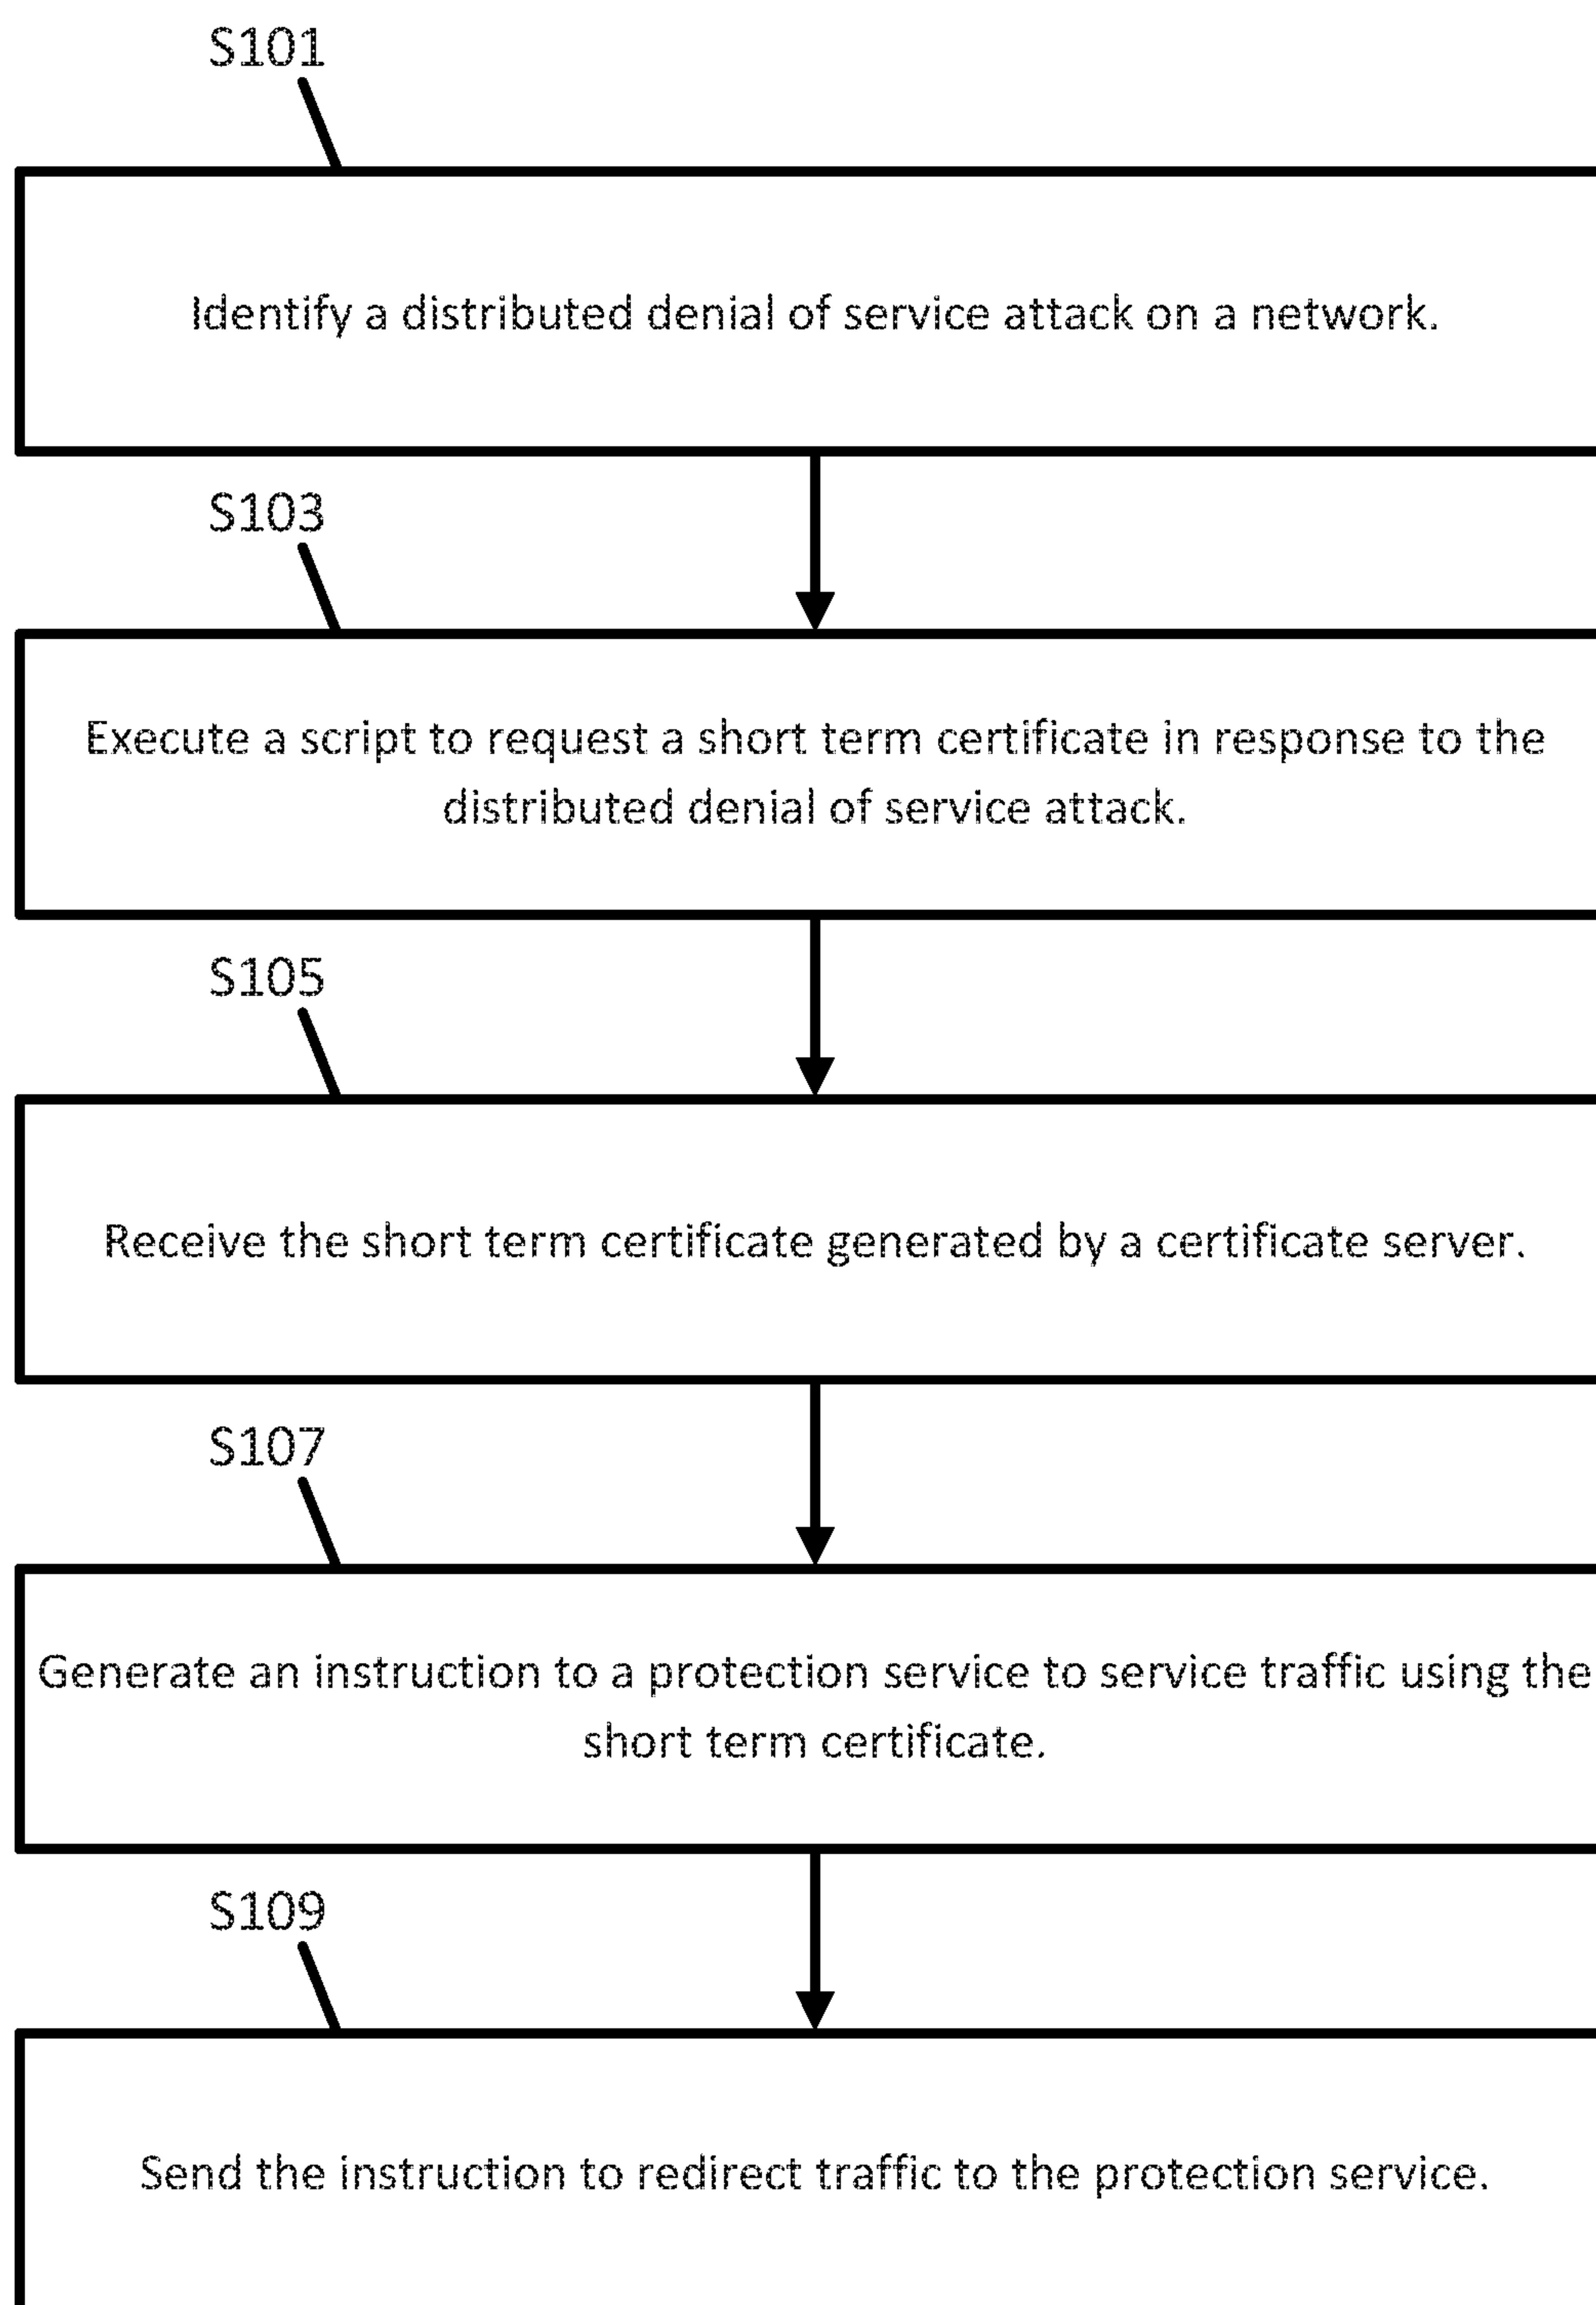 S101
Identify a distributed denial of service attack on a network.
S103
Execute a script to request a short term certificate in response to the
distributed denial of service attack.
S105
Receive the short term certificate generated by a certificate server.
S107
Generate an instruction to a protection service to service traffic using the
short term certificate.
S109
Send the instruction to redirect traffic to the protection service.